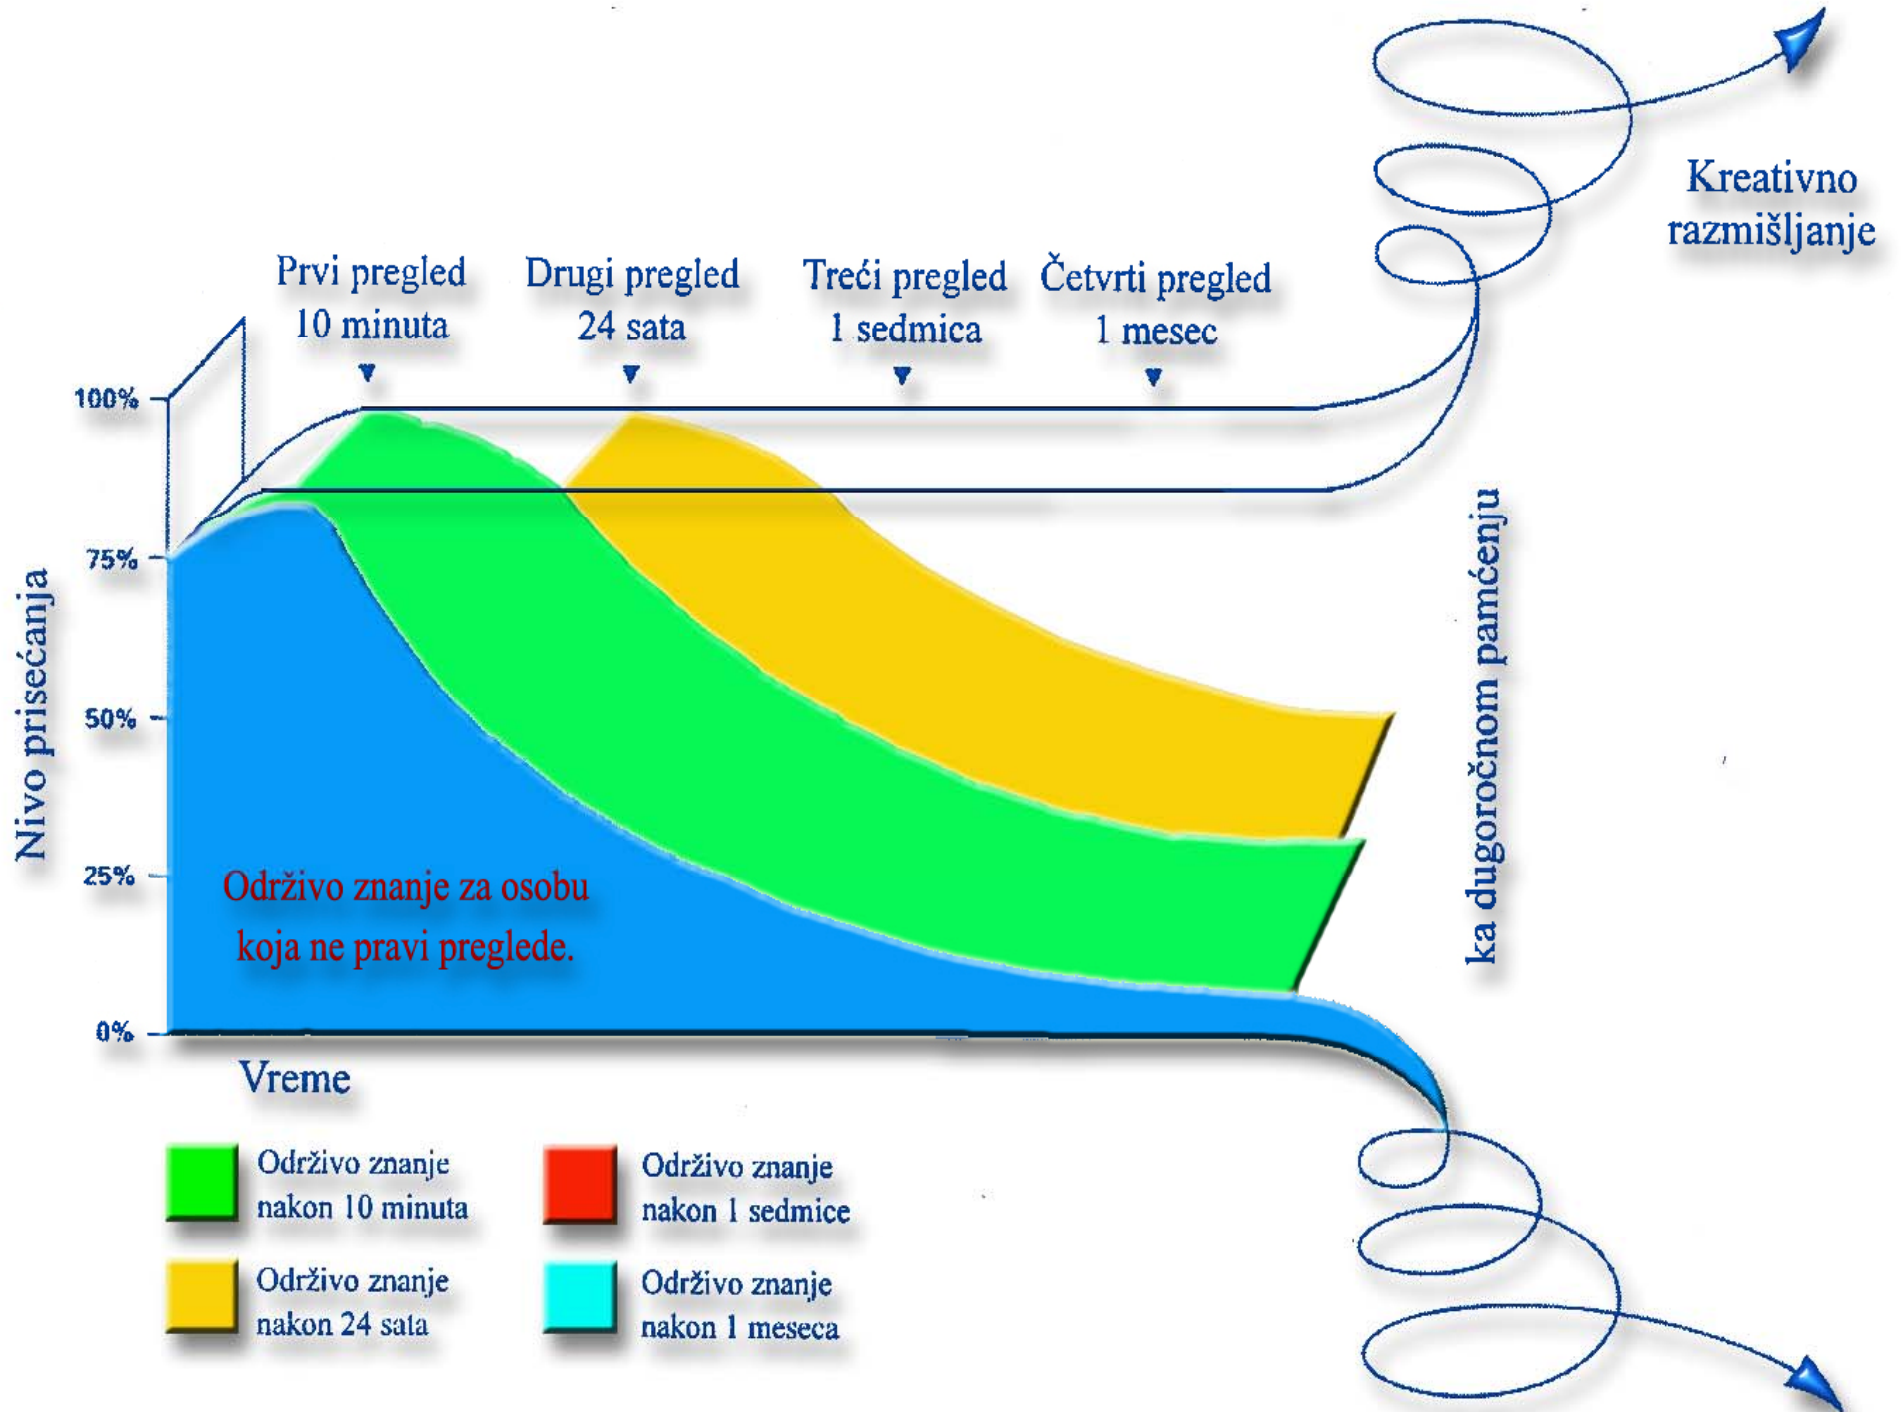 Kreativno
razmišljanje
Prvi pregled
10 minuta
Drugi pregled
24 sata
Treći pregled
1 sedmica
Četvrti pregled
1 mesec
100%
75%
50%
25%
0%
Nivo prisećanja
ka dugoročnom pamćenju
Održivo znanje za osobu
koja ne pravi preglede.
Vreme
Održivo znanje
nakon 10 minuta
Održivo znanje
nakon 24 sata
Održivo znanje
nakon 1 sedmice
Održivo znanje
nakon 1 meseca